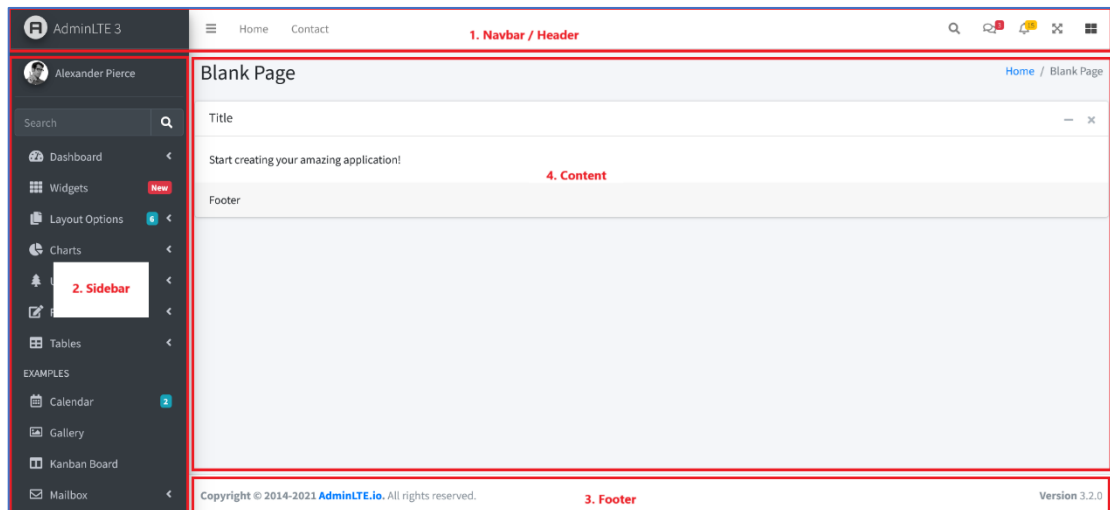 AdminLTE 3
Home Contact
1. Navbar / Header
3
15
Alexander Pierce
Search
Dashboard
Widgets New
Layout Options 6
Charts
2. Sidebar
Tables
EXAMPLES
Calendar 2
Gallery
Kanban Board
Mailbox
Blank Page
Home / Blank Page
Title
Start creating your amazing application!
4. Content
Footer
Copyright © 2014-2021 AdminLTE.io. All rights reserved.
3. Footer
Version 3.2.0